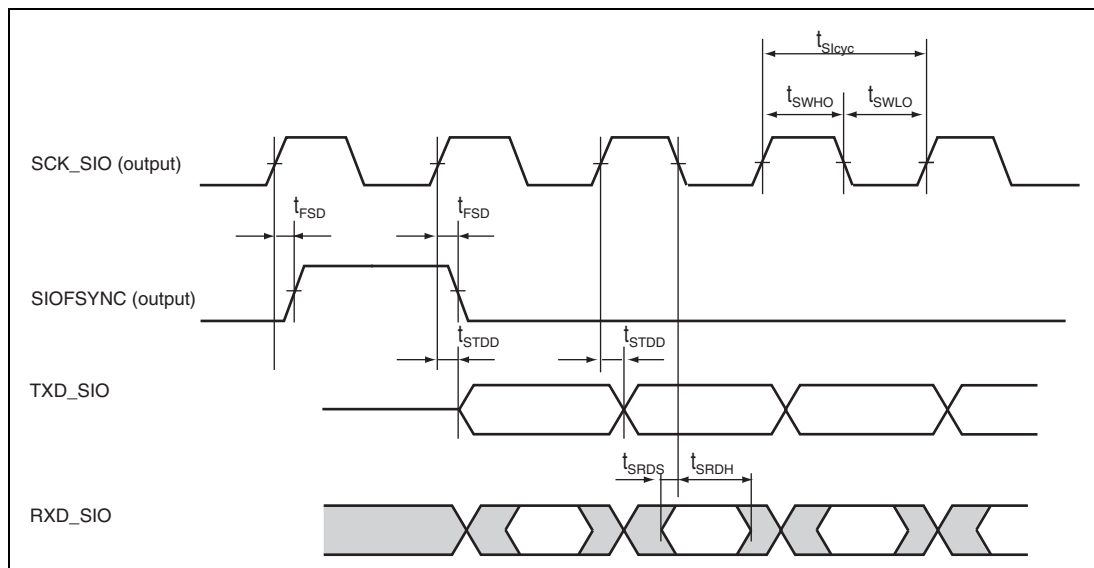 tSIcyc
tSWHO
tSWLO
SCK_SIO (output)
tFSD
tFSD
SIOFSYNC (output)
tSTDD
tSTDD
TXD_SIO
tSRDS
tSRDH
RXD_SIO